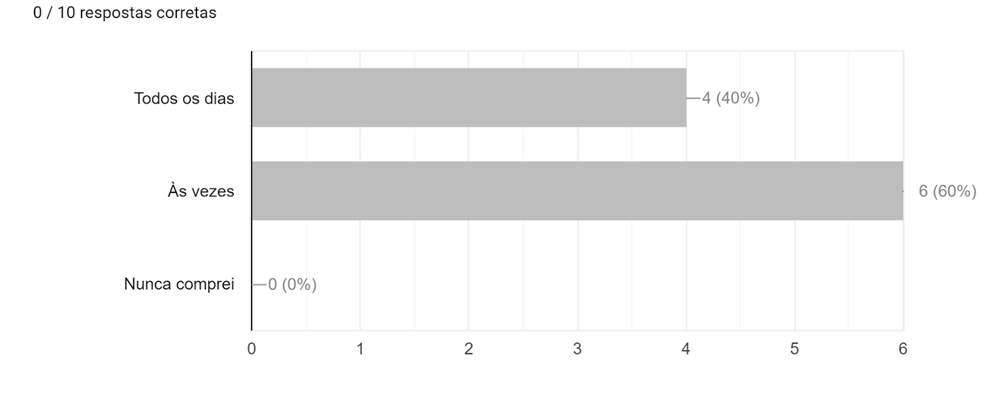 0 / 10 respostas corretas
Todos os dias
4 (40%)
Às vezes
6 (60%)
Nunca comprei
0 (0%)
0 1 2 3 4 5 6